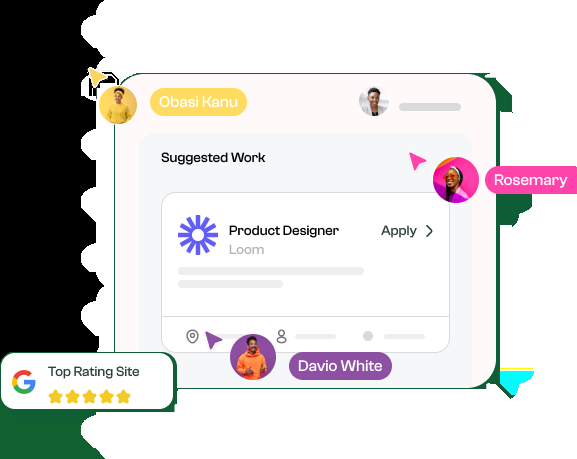 Obasi Kanu
Suggested Work
Rosemary
Product Designer
Apply
Loom
Davio White
Top Rating Site